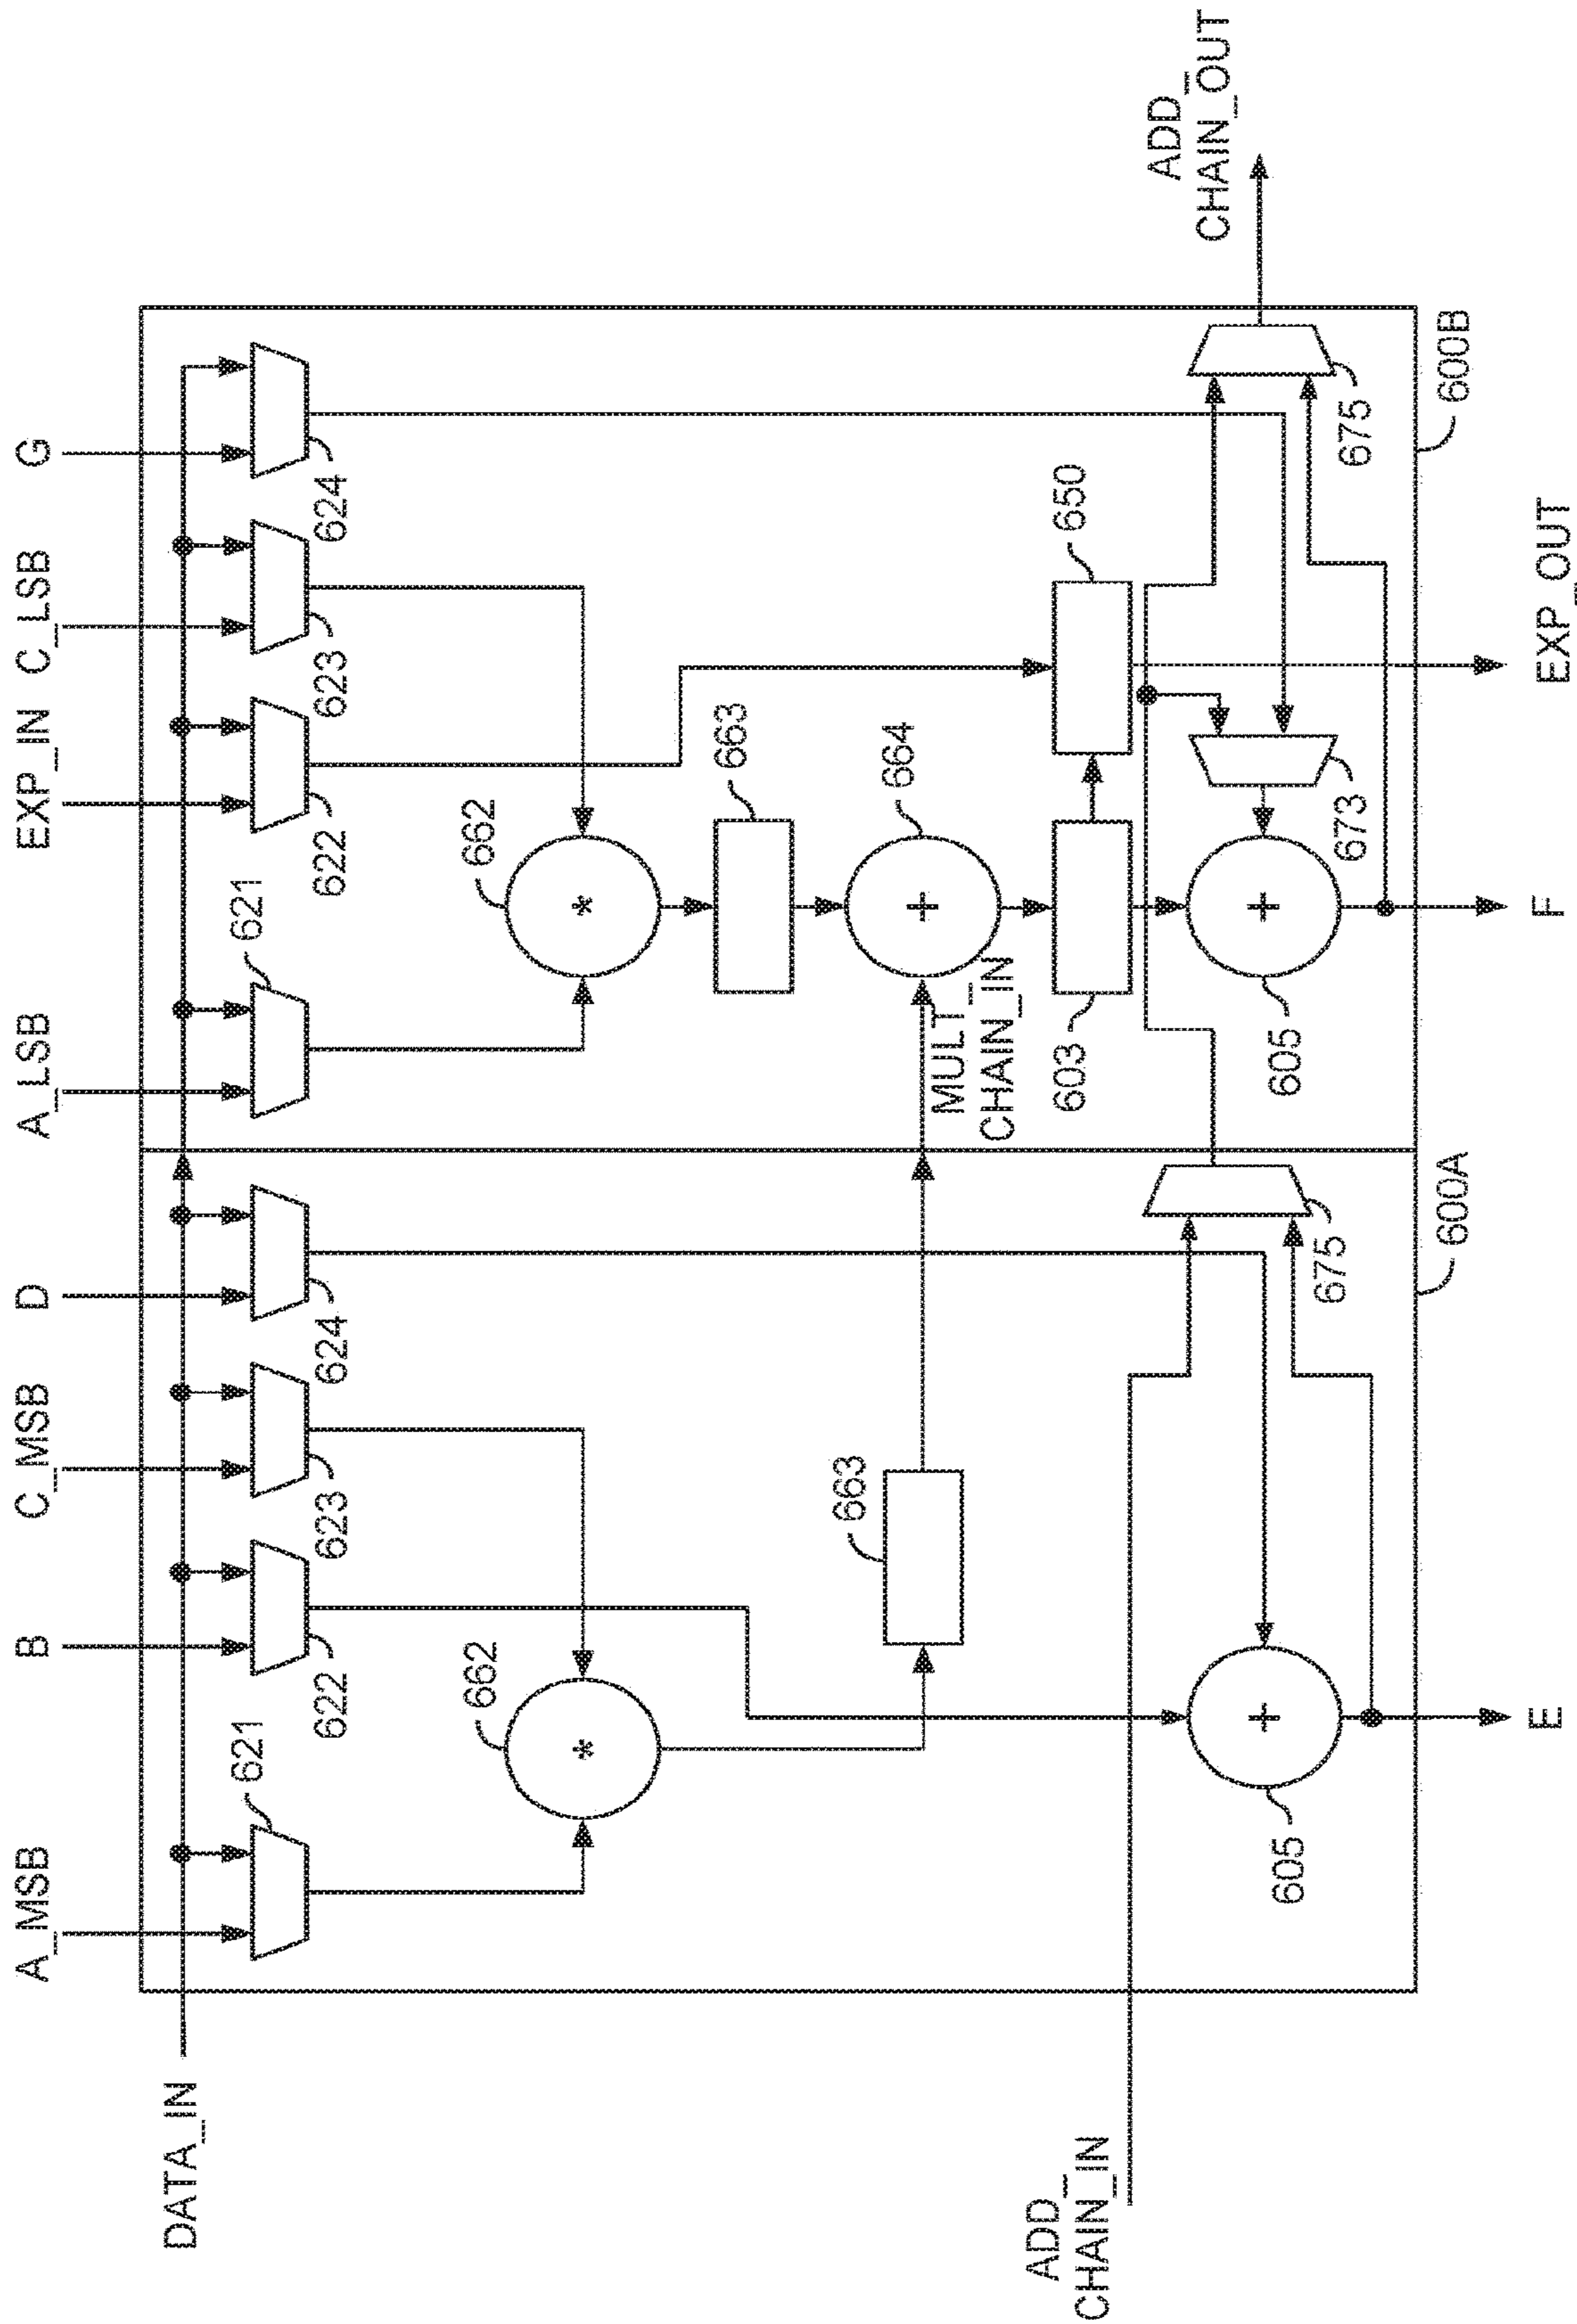 A_MSB
B
C_MSB
D
A_LSB
EXP_IN
C_LSB
G
DATA_IN
621
622
623
624
621
622
623
624
662
662
663
663
664
MULT_
CHAIN_IN
603
650
ADD_
CHAIN_IN
605
675
605
673
675
ADD_
CHAIN_OUT
600A
600B
E
F
EXP_OUT